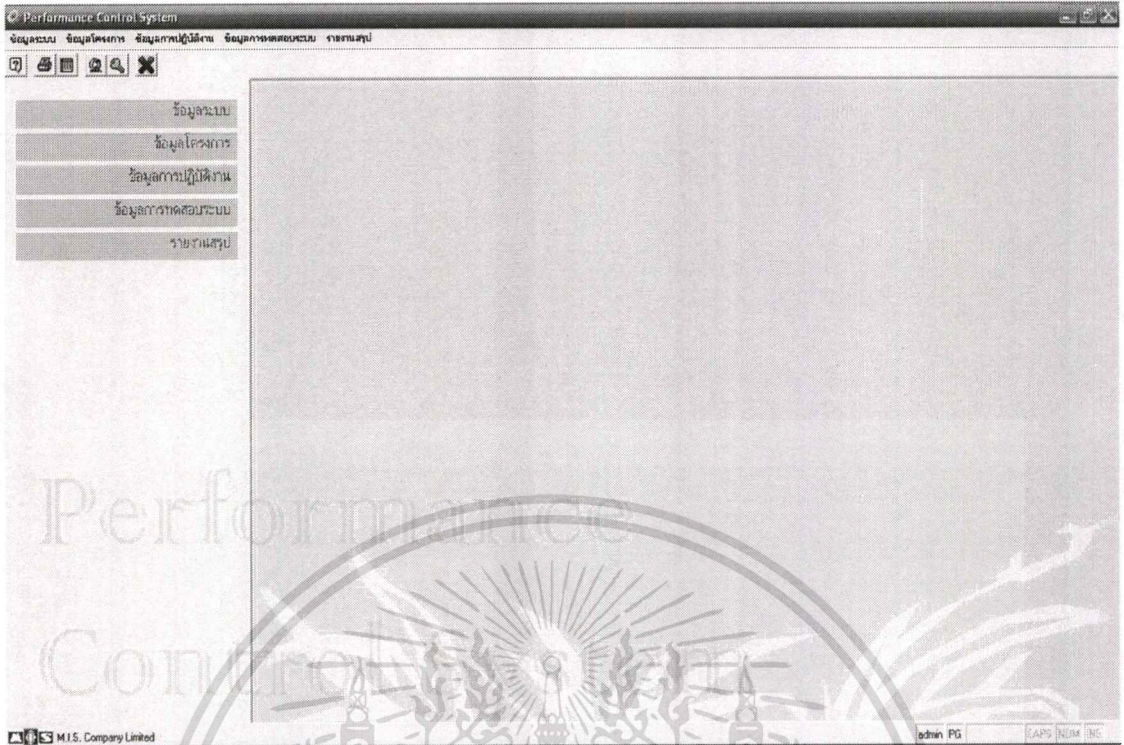 Performance Control System
ข้อมูลระบบ ข้อมูลโครงการ ข้อมูลการปฏิบัติงาน ข้อมูลการทดสอบระบบ รายงานสรุป
ข้อมูลระบบ
ข้อมูลโครงการ
ข้อมูลการปฏิบัติงาน
ข้อมูลการทดสอบระบบ
รายงานสรุป
Performance
Control
M.I.S. Company Limited
admin PG CAPS NUM INS